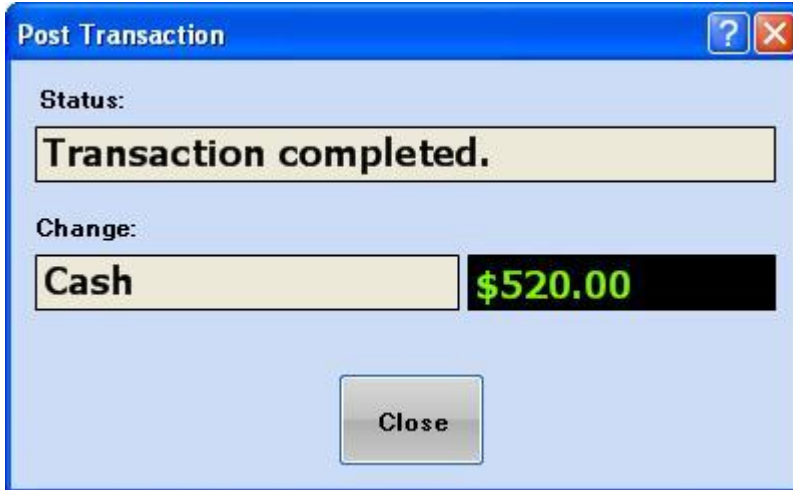 Post Transaction
Status:
Transaction completed.
Change:
Cash $520.00
Close